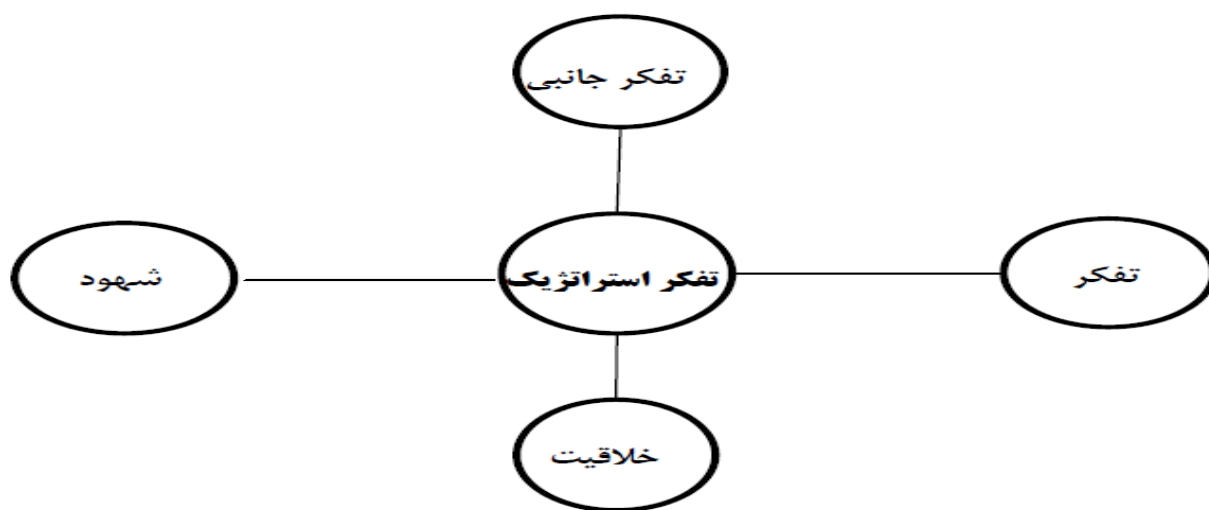 تفکر جانبی
تفکر
تفکر استراتژیک
شهود
خلاقیت